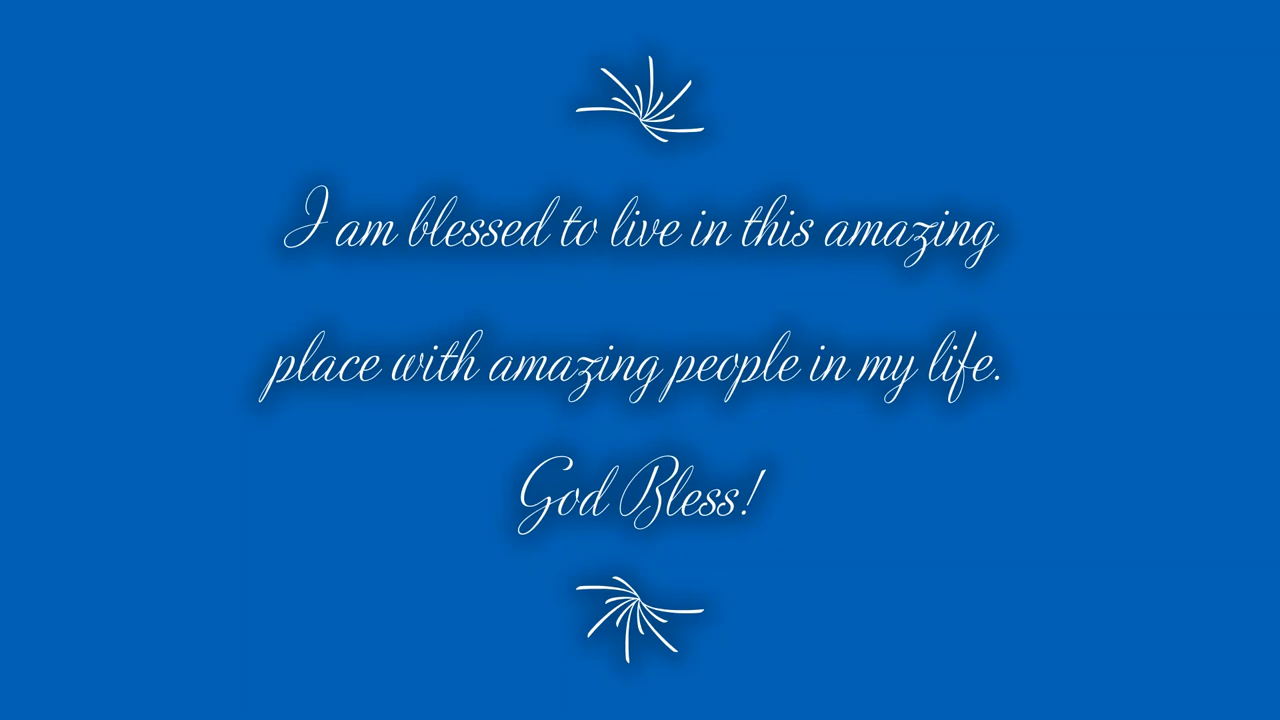 I am blessed to live in this amazing
place with amazing people in my life.
God Bless!